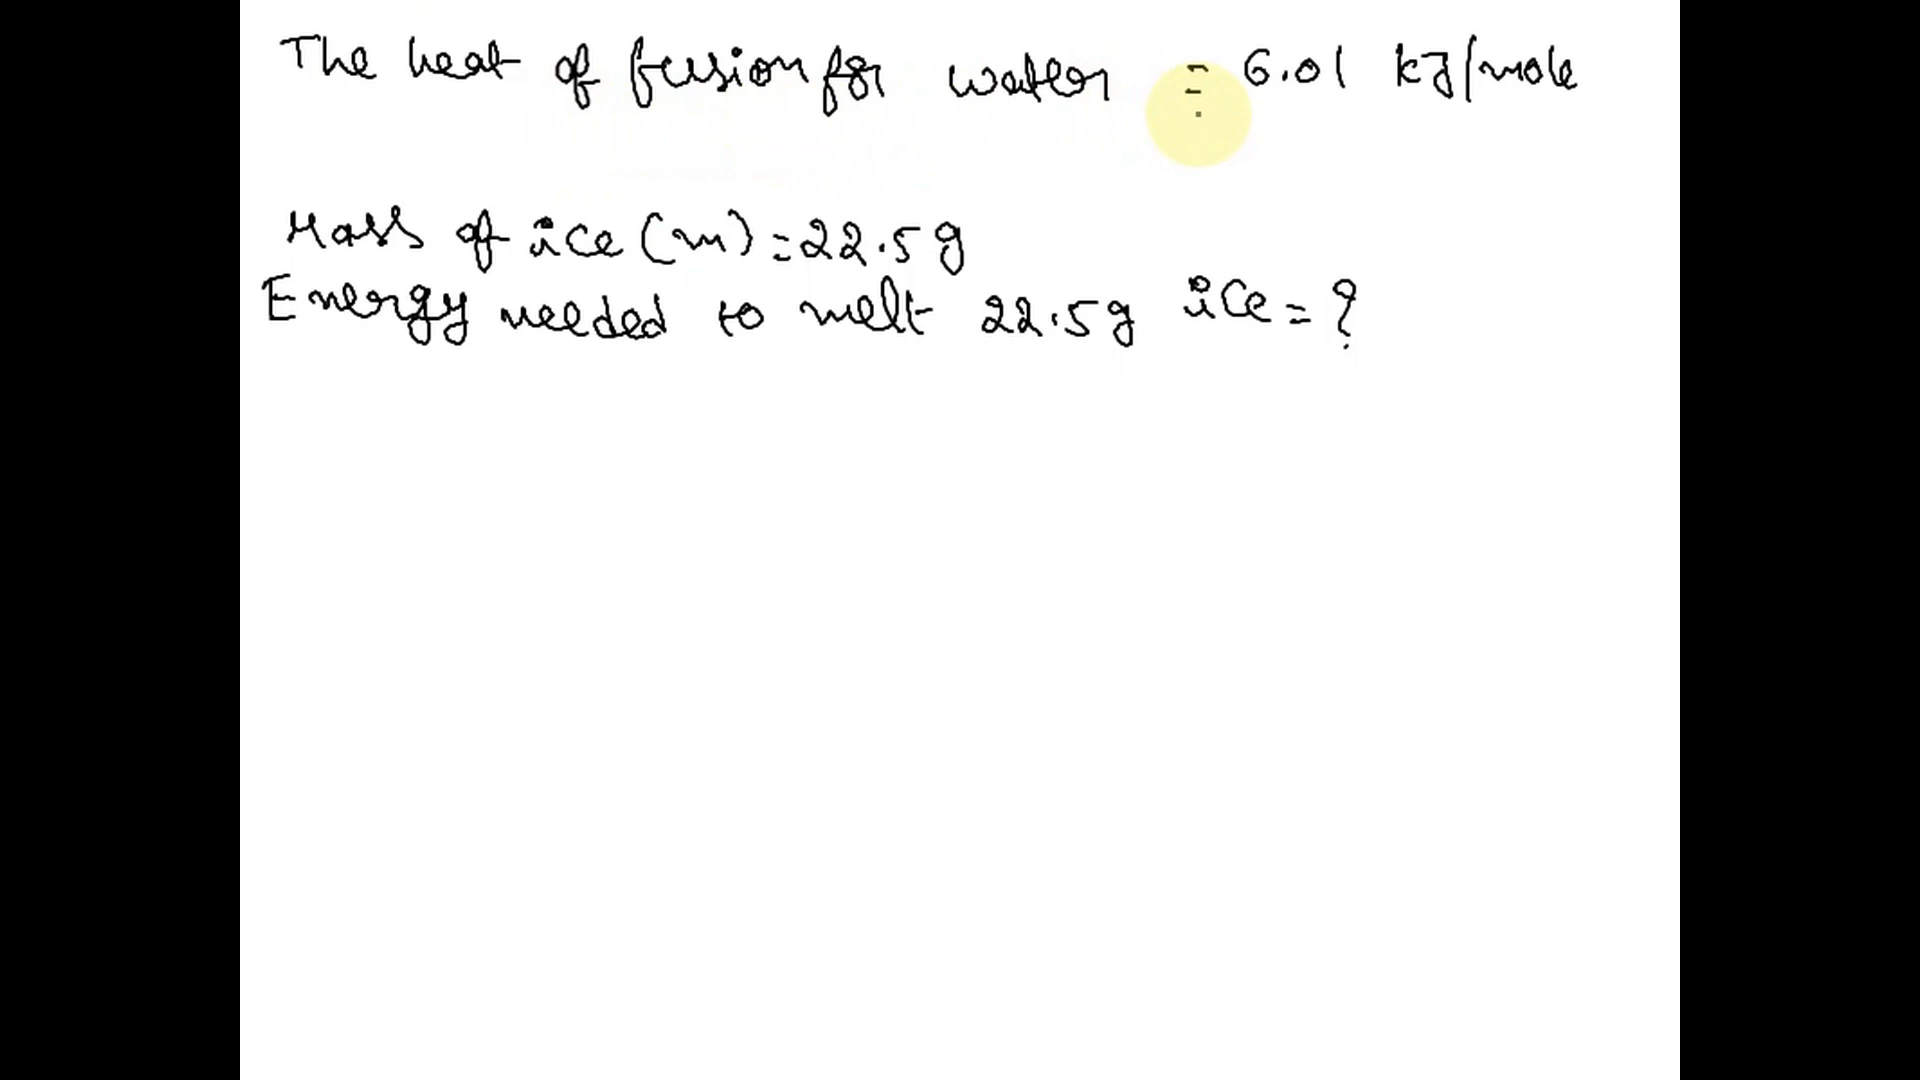 The heat of fusion for water = 6.01 kJ/mole
Mass of ice (m) = 22.5 g
Energy needed to melt 22.5 g ice = ?